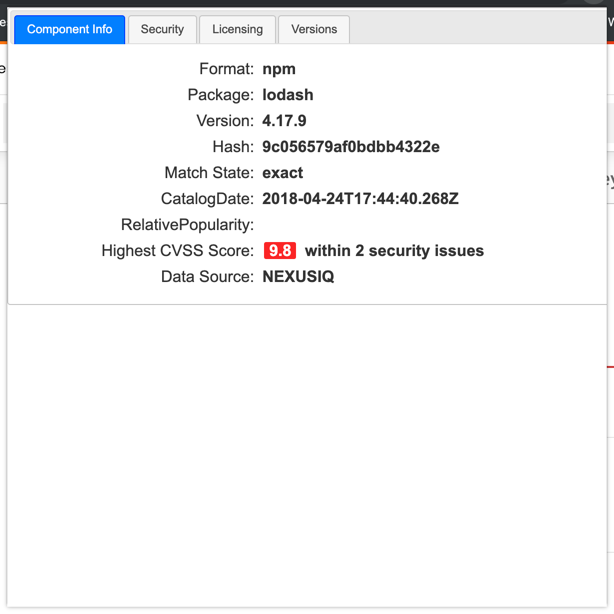 Component Info Security Licensing Versions
Format: npm
Package: lodash
Version: 4.17.9
Hash: 9c056579af0bdbb4322e
Match State: exact
CatalogDate: 2018-04-24T17:44:40.268Z
RelativePopularity:
Highest CVSS Score: 9.8 within 2 security issues
Data Source: NEXUSIQ